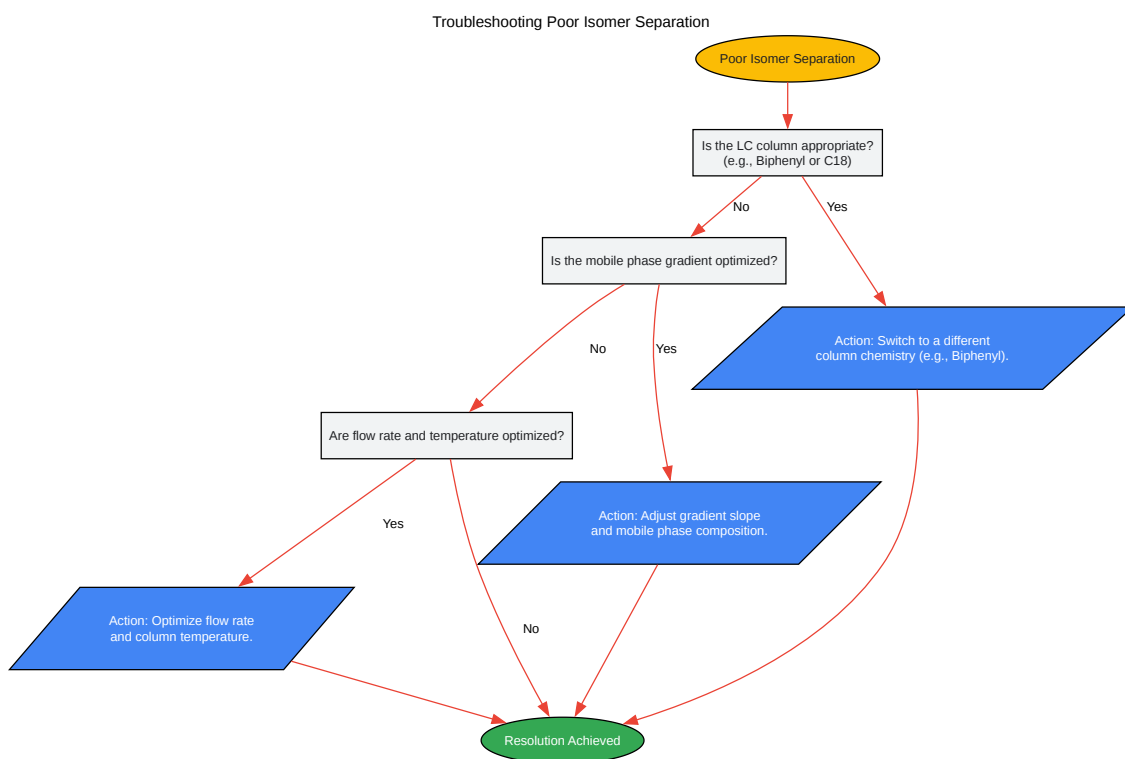 Troubleshooting Poor Isomer Separation
Poor Isomer Separation
Is the LC column appropriate?
(e.g., Biphenyl or C18)
No
Yes
Is the mobile phase gradient optimized?
Action: Switch to a different
column chemistry (e.g., Biphenyl).
No
Yes
Are flow rate and temperature optimized?
Action: Adjust gradient slope
and mobile phase composition.
Yes
Action: Optimize flow rate
and column temperature.
No
Resolution Achieved